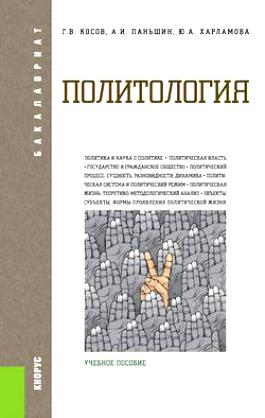 Г.В. КОСОВ, А.И. ПАНЬШИН, Ю.А. ХАРЛАМОВА
БАКАЛАВРИАТ
ПОЛИТОЛОГИЯ
ПОЛИТИКА И НАУКА О ПОЛИТИКЕ • ПОЛИТИЧЕСКАЯ ВЛАСТЬ
• ГОСУДАРСТВО И ГРАЖДАНСКОЕ ОБЩЕСТВО • ПОЛИТИЧЕСКИЙ
ПРОЦЕСС: СУЩНОСТЬ, РАЗНОВИДНОСТИ, ДИНАМИКА • ПОЛИТИ-
ЧЕСКАЯ СИСТЕМА И ПОЛИТИЧЕСКИЙ РЕЖИМ • ПОЛИТИЧЕСКАЯ
ЖИЗНЬ: ТЕОРЕТИКО-МЕТОДОЛОГИЧЕСКИЙ АНАЛИЗ • ОБЪЕКТЫ,
СУБЪЕКТЫ, ФОРМЫ ПРОЯВЛЕНИЯ ПОЛИТИЧЕСКОЙ ЖИЗНИ
УЧЕБНОЕ ПОСОБИЕ
КНОРУС